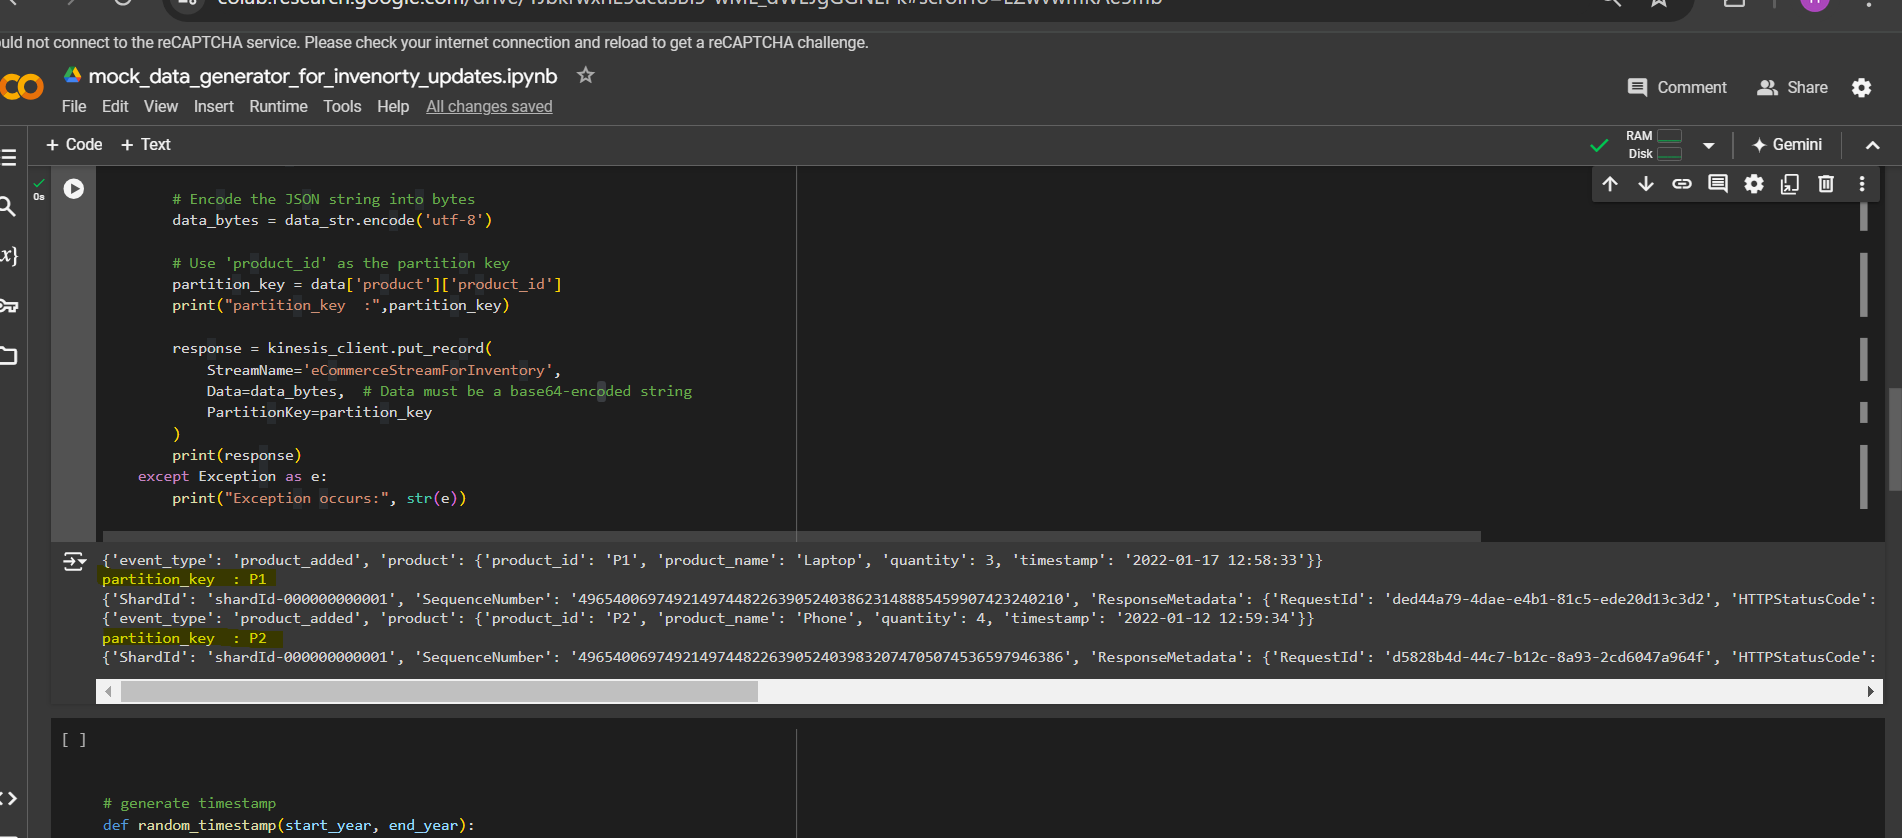 uld not connect to the reCAPTCHA service. Please check your internet connection and reload to get a reCAPTCHA challenge.
mock_data_generator_for_invenorty_updates.ipynb
File Edit View Insert Runtime Tools Help All changes saved
Comment Share
+ Code + Text
RAM
Disk
Gemini
0s
# Encode the JSON string into bytes
data_bytes = data_str.encode('utf-8')
# Use 'product_id' as the partition key
partition_key = data['product']['product_id']
print("partition_key  :",partition_key)
response = kinesis_client.put_record(
StreamName='eCommerceStreamForInventory',
Data=data_bytes,  # Data must be a base64-encoded string
PartitionKey=partition_key
)
print(response)
except Exception as e:
print("Exception occurs:", str(e))
{'event_type': 'product_added', 'product': {'product_id': 'P1', 'product_name': 'Laptop', 'quantity': 3, 'timestamp': '2022-01-17 12:58:33'}}
partition_key  : P1
{'ShardId': 'shardId-000000000001', 'SequenceNumber': '49654006974921497448226390524038623148885459907423240210', 'ResponseMetadata': {'RequestId': 'ded44a79-4dae-e4b1-81c5-ede20d13c3d2', 'HTTPStatusCode':
{'event_type': 'product_added', 'product': {'product_id': 'P2', 'product_name': 'Phone', 'quantity': 4, 'timestamp': '2022-01-12 12:59:34'}}
partition_key  : P2
{'ShardId': 'shardId-000000000001', 'SequenceNumber': '49654006974921497448226390524039832074705074536597946386', 'ResponseMetadata': {'RequestId': 'd5828b4d-44c7-b12c-8a93-2cd6047a964f', 'HTTPStatusCode':
[ ]
# generate timestamp
def random_timestamp(start_year, end_year):